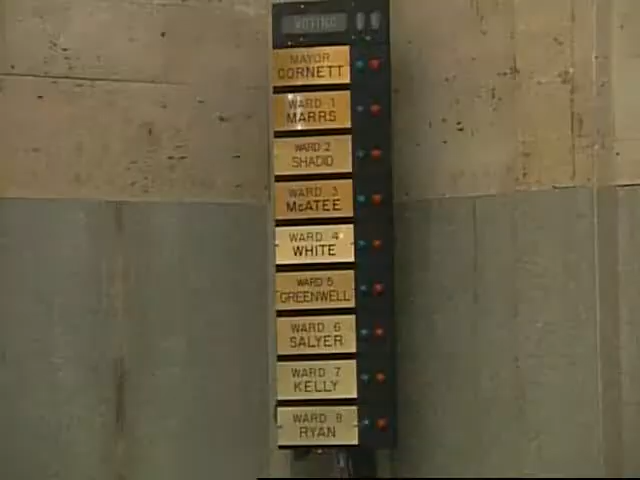 VOTING
MAYOR
CORNETT
WARD 1
MARRS
WARD 2
SHADID
WARD 3
McATEE
WARD 4
WHITE
WARD 5
GREENWELL
WARD 6
SALYER
WARD 7
KELLY
WARD 8
RYAN